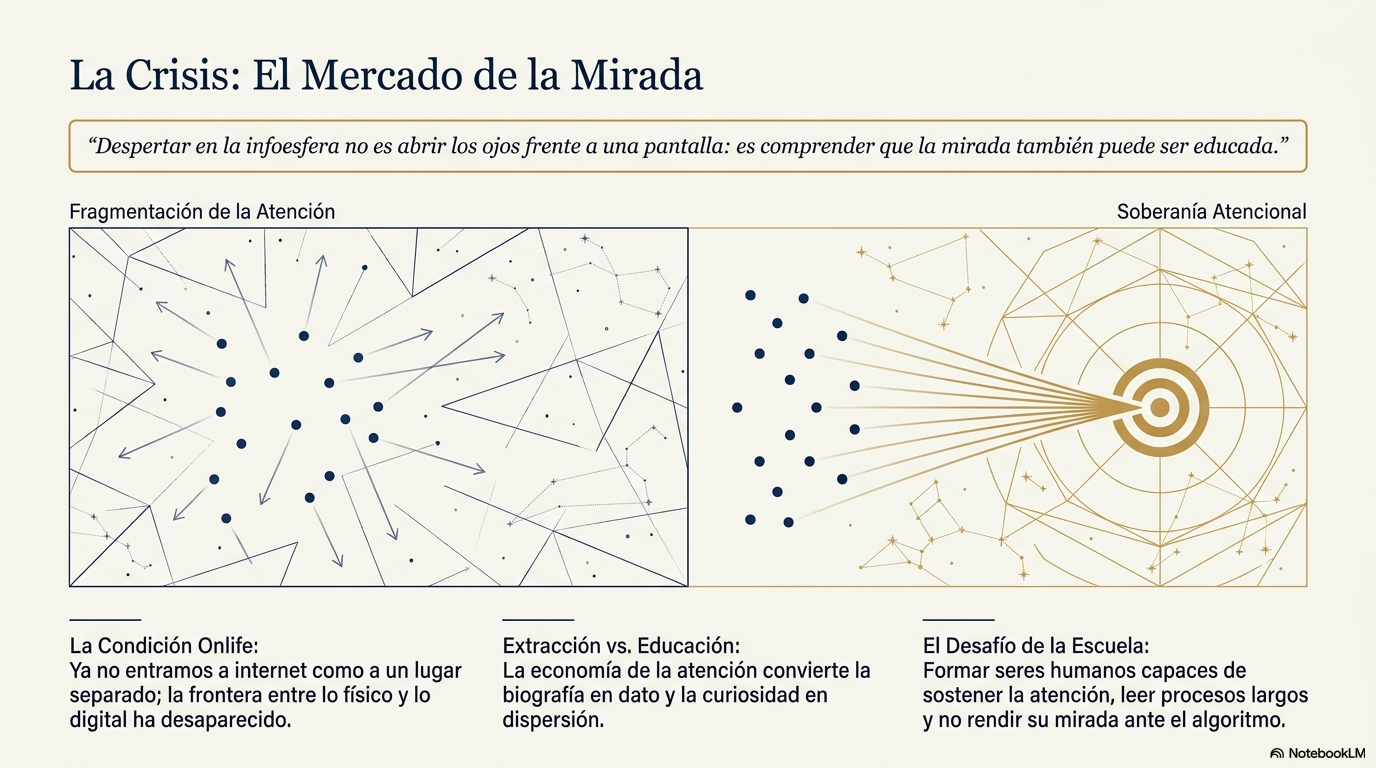 La Crisis: El Mercado de la Mirada
“Despertar en la infoesfera no es abrir los ojos frente a una pantalla: es comprender que la mirada también puede ser educada.”
Fragmentación de la Atención
Soberanía Atencional
La Condición Onlife:
Ya no entramos a internet como a un lugar
separado; la frontera entre lo físico y lo
digital ha desaparecido.
Extracción vs. Educación:
La economía de la atención convierte la
biografía en dato y la curiosidad en
dispersión.
El Desafío de la Escuela:
Formar seres humanos capaces de
sostener la atención, leer procesos largos
y no rendir su mirada ante el algoritmo.
NotebookLM